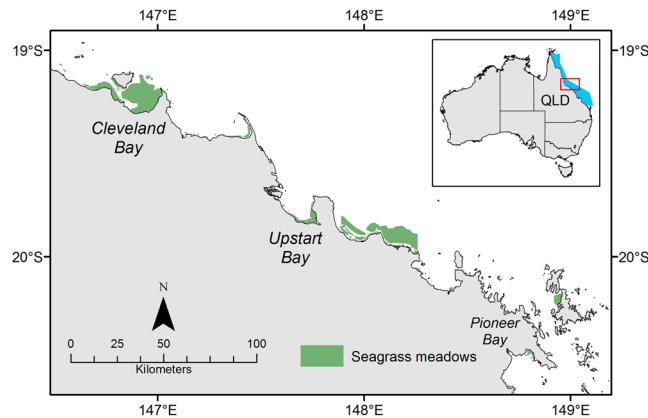 147°E
148°E
149°E
19°S
19°S
QLD
Cleveland
Bay
Upstart
Bay
20°S
20°S
N
Pioneer
Bay
0 25 50 100
Kilometers
Seagrass meadows
147°E
148°E
149°E